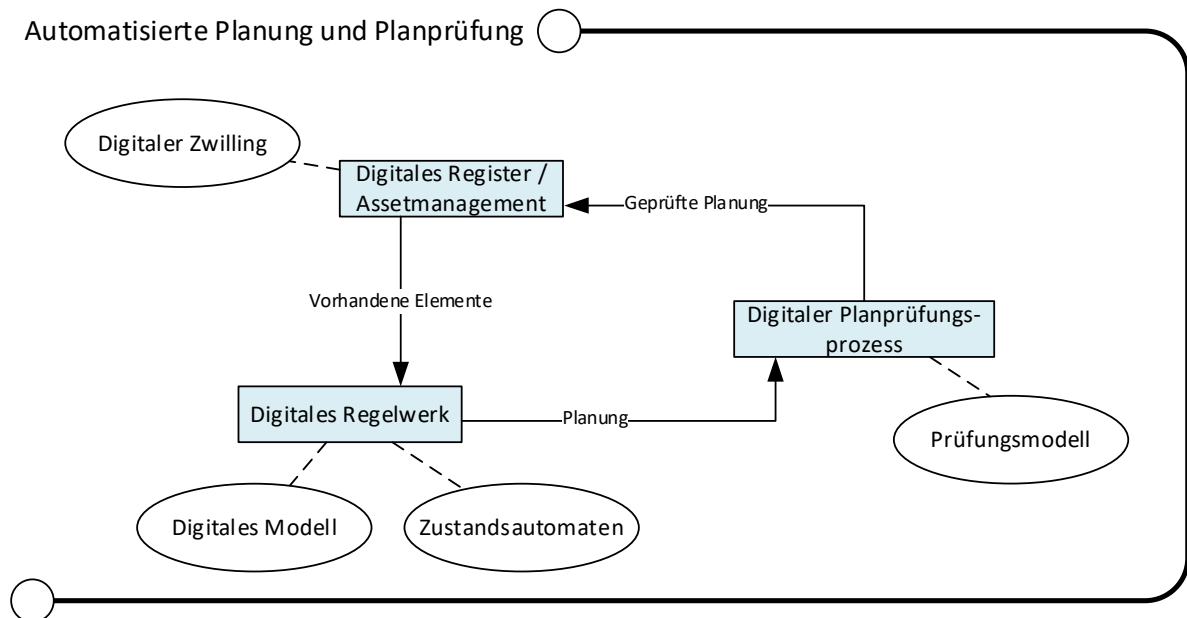 Automatisierte Planung und Planprüfung
Digitaler Zwilling
Digitales Register /
Assetmanagement
Geprüfte Planung
Vorhandene Elemente
Digitaler Planprüfungs-
prozess
Digitales Regelwerk
Planung
Prüfungsmodell
Digitales Modell
Zustandsautomaten